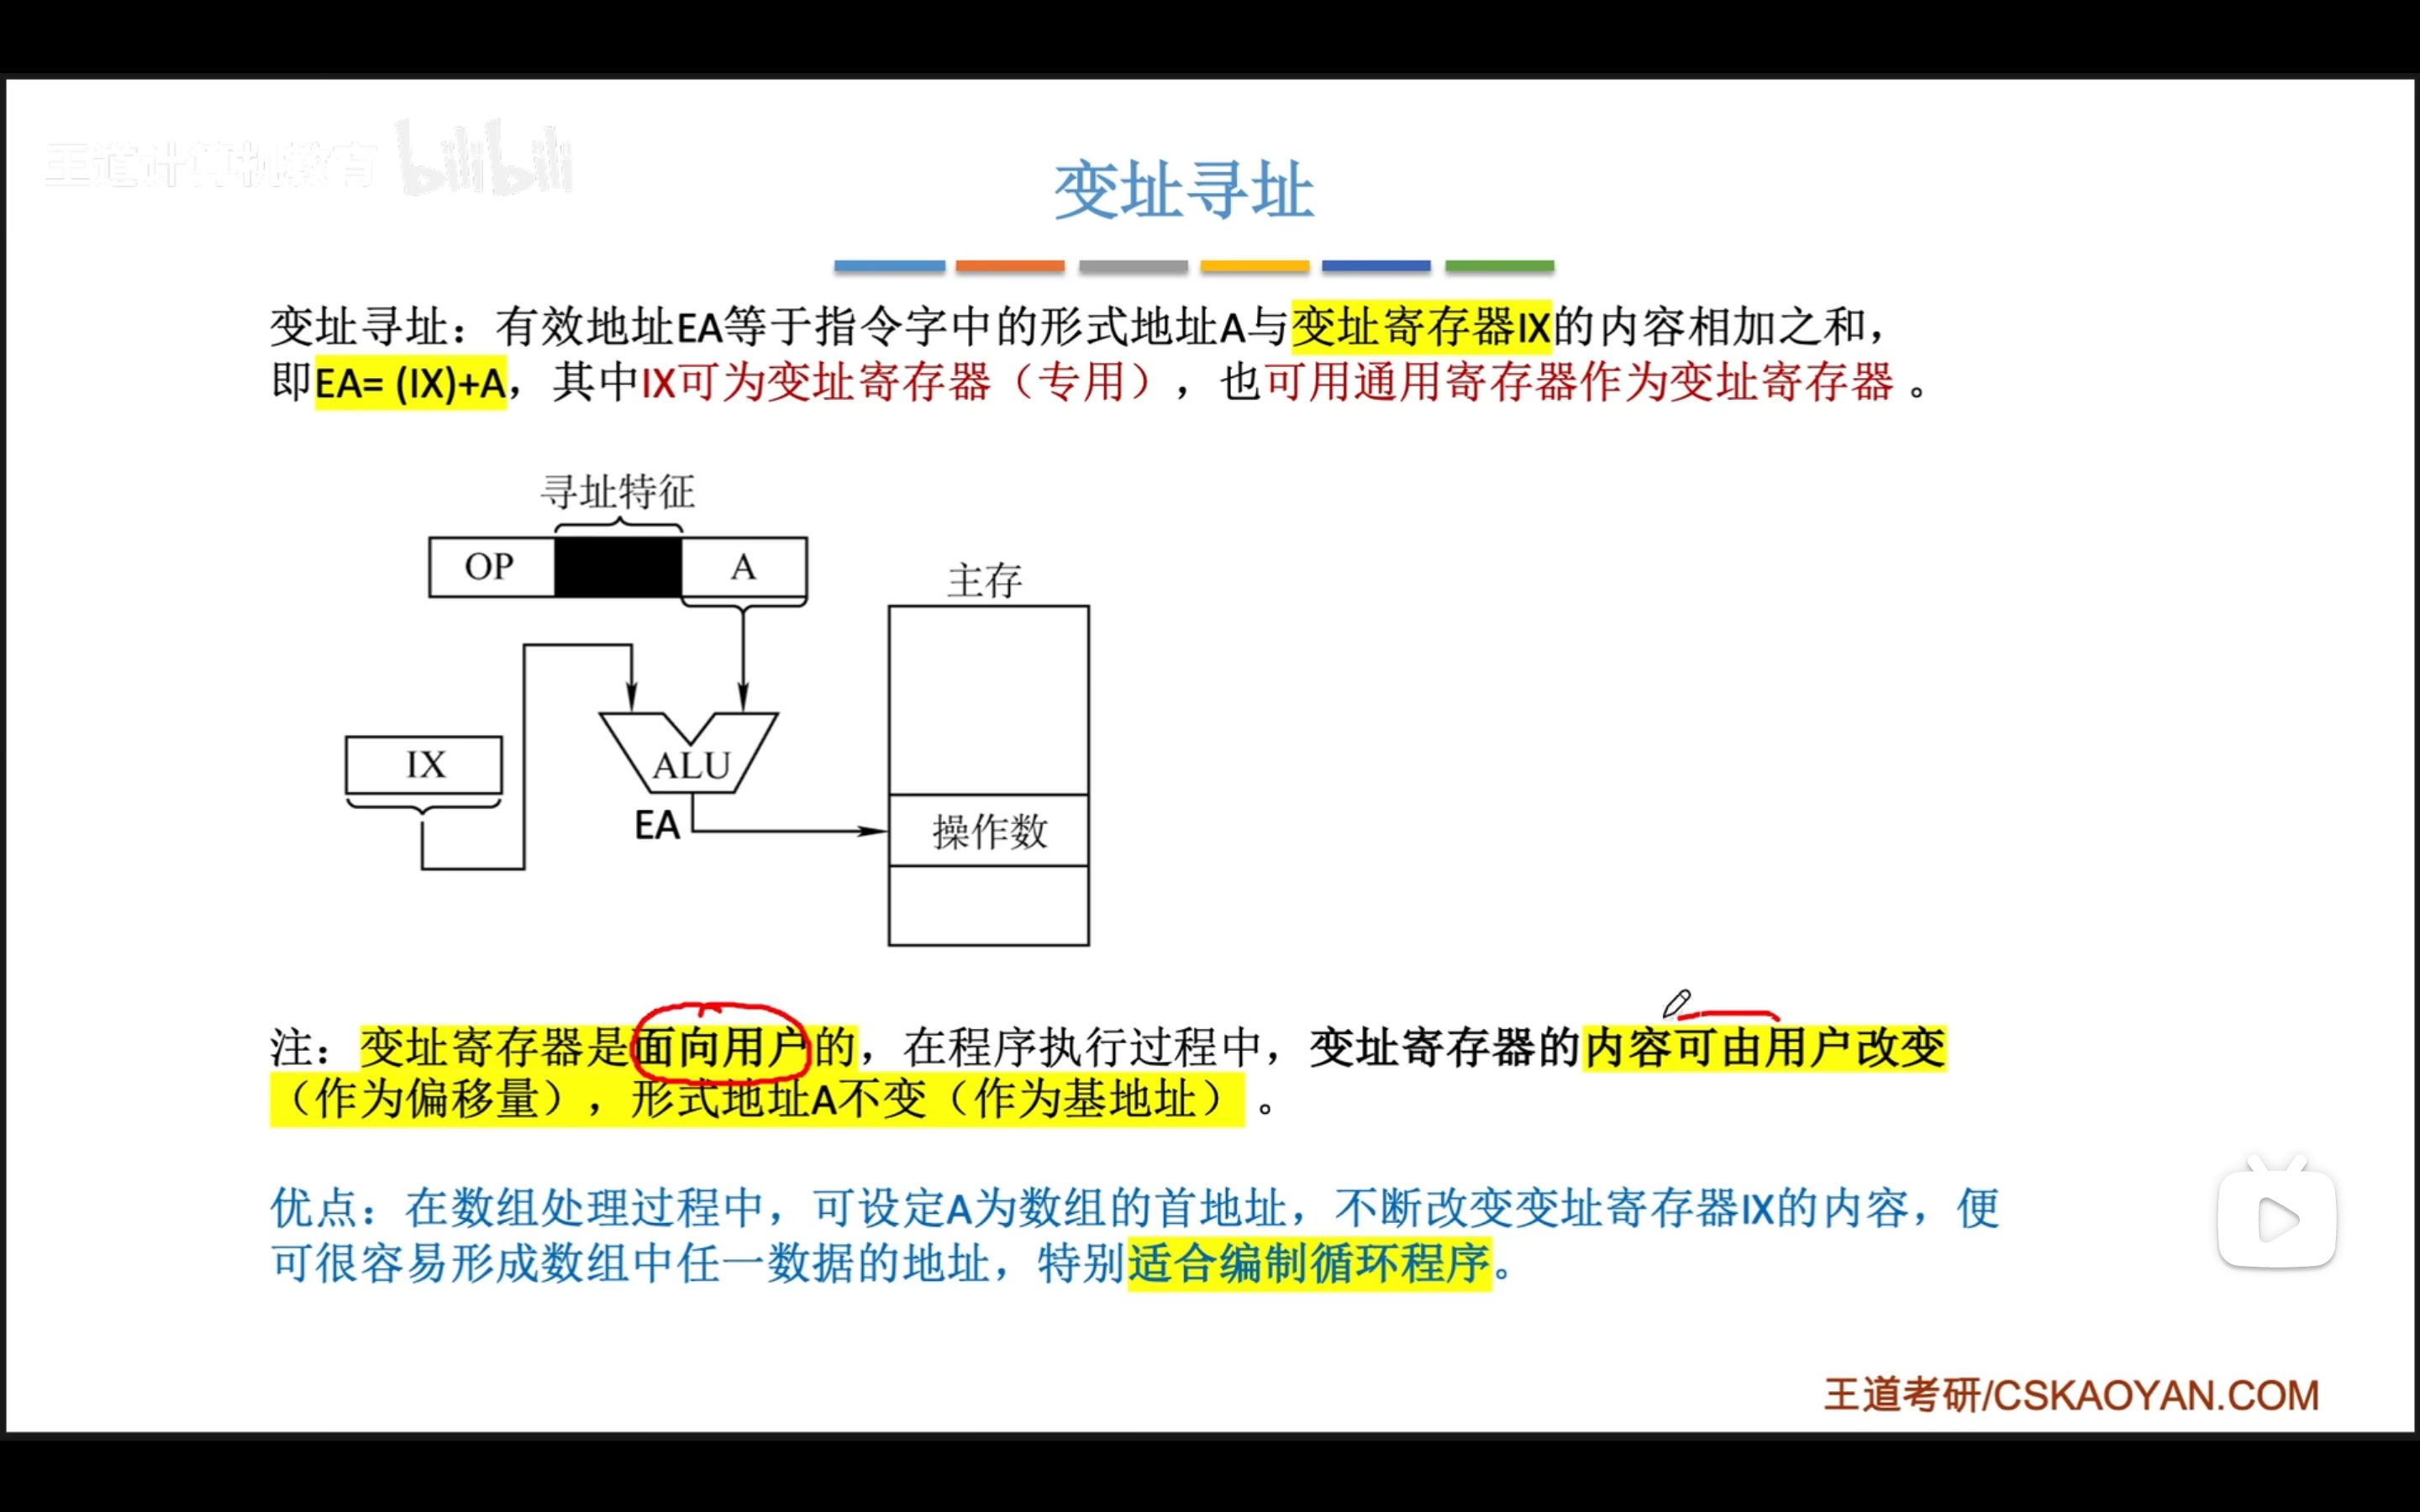 王道计算机教育 bilibili
变址寻址
变址寻址：有效地址EA等于指令字中的形式地址A与变址寄存器IX的内容相加之和，
即EA= (IX)+A，其中IX可为变址寄存器（专用），也可用通用寄存器作为变址寄存器 。
寻址特征
OP
A
主存
IX
ALU
EA
操作数
注：变址寄存器是面向用户的，在程序执行过程中，变址寄存器的内容可由用户改变
（作为偏移量），形式地址A不变（作为基地址） 。
优点：在数组处理过程中，可设定A为数组的首地址，不断改变变址寄存器IX的内容，便
可很容易形成数组中任一数据的地址，特别适合编制循环程序。
王道考研/CSKAOYAN.COM